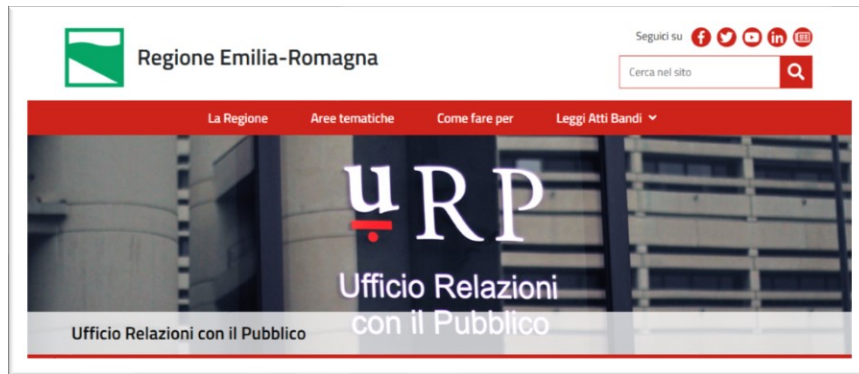 Seguici su
Regione Emilia-Romagna
Cerca nel sito
La Regione Aree tematiche Come fare per Leggi Atti Bandi
uRP
Ufficio Relazioni
con il Pubblico
Ufficio Relazioni con il Pubblico